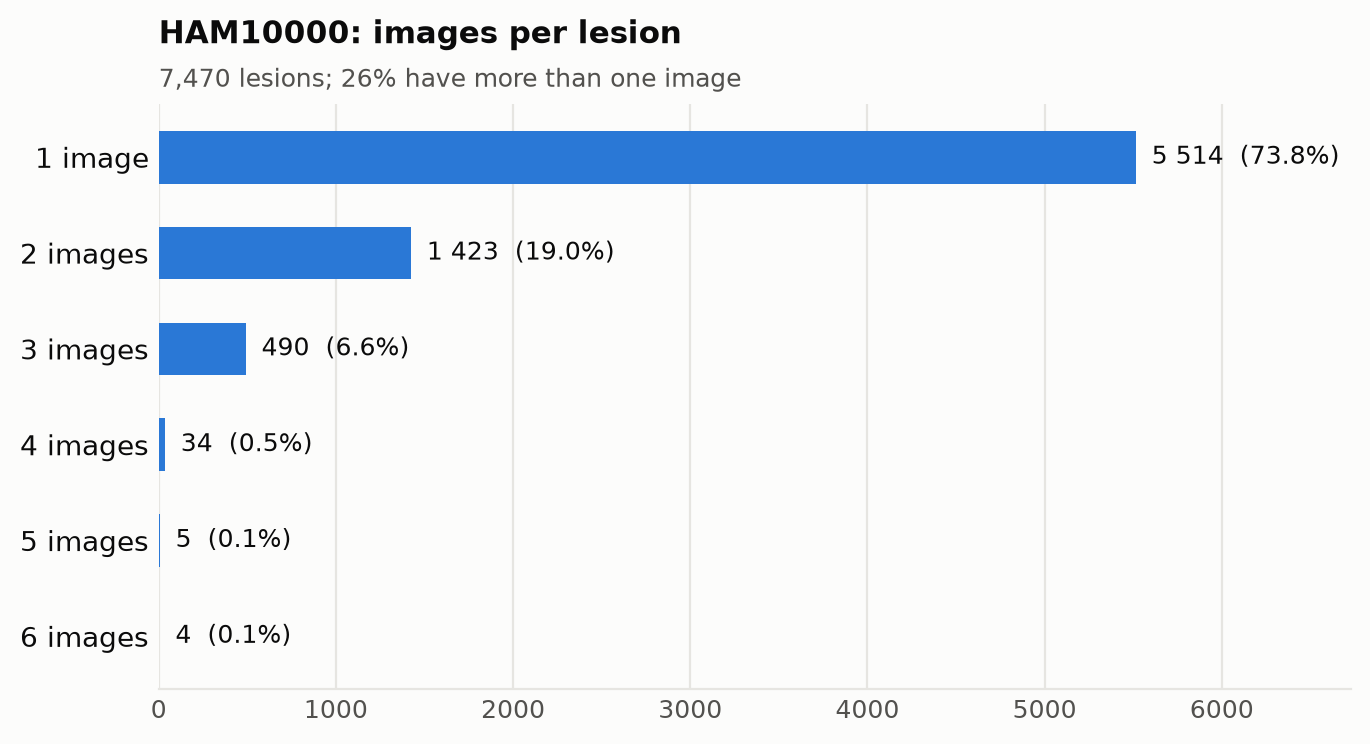 HAM10000: images per lesion
7,470 lesions; 26% have more than one image
1 image 5 514 (73.8%)
2 images 1 423 (19.0%)
3 images 490 (6.6%)
4 images 34 (0.5%)
5 images 5 (0.1%)
6 images 4 (0.1%)
0 1000 2000 3000 4000 5000 6000